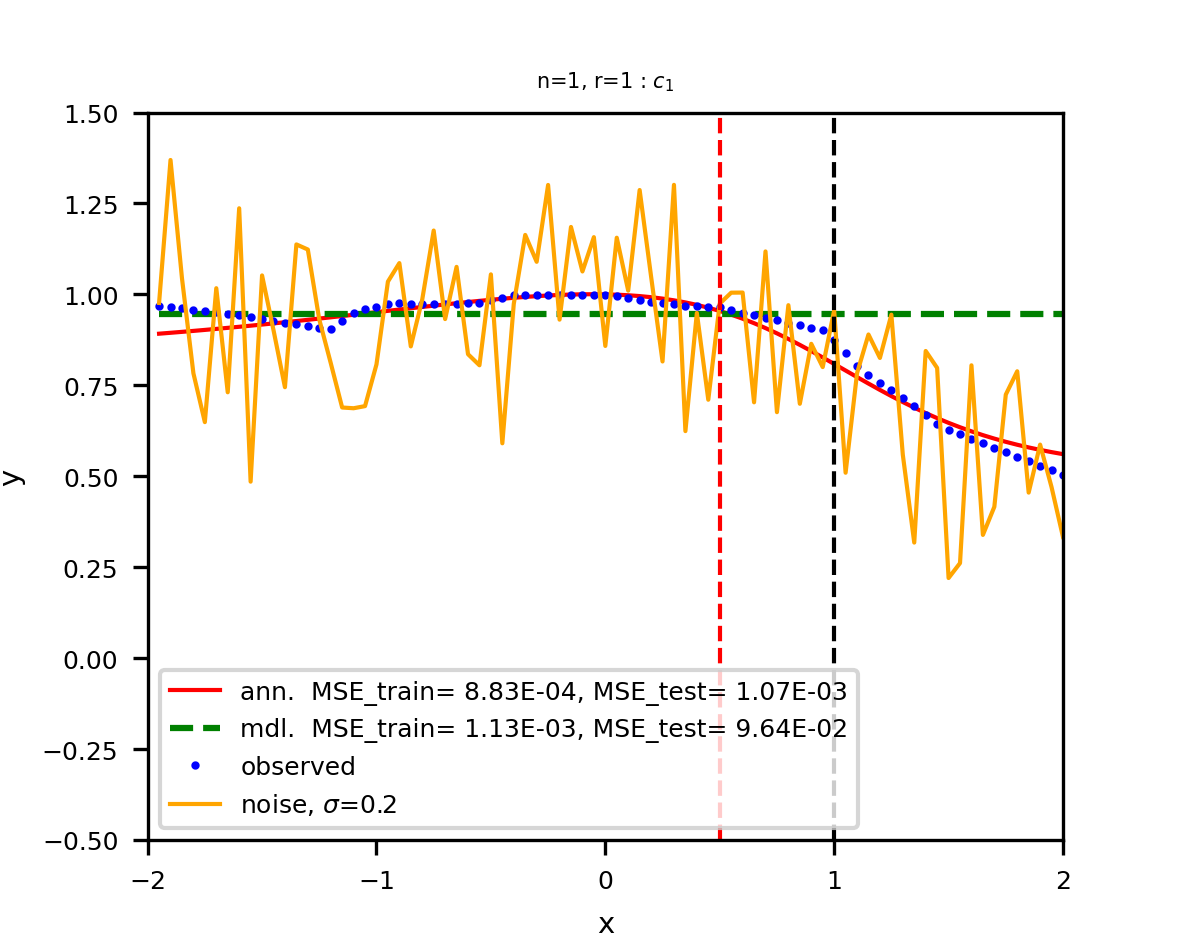 n=1, r=1 : c₁
1.50
1.25
1.00
0.75
0.50
0.25
0.00
−0.25
−0.50
y
ann.  MSE_train= 8.83E-04, MSE_test= 1.07E-03
mdl.  MSE_train= 1.13E-03, MSE_test= 9.64E-02
observed
noise, σ=0.2
−2 −1 0 1 2
x